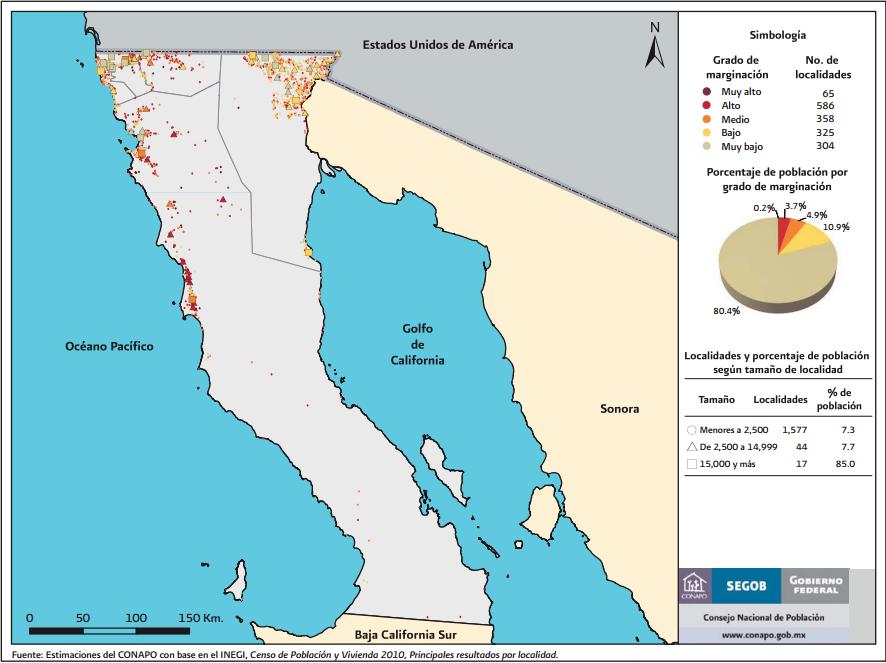 N
Estados Unidos de América
Océano Pacífico
Golfo
de
California
Sonora
Baja California Sur
0 50 100 150 Km.
Simbología
Grado de
marginación
No. de
localidades
Muy alto 65
Alto 586
Medio 358
Bajo 325
Muy bajo 304
Porcentaje de población por
grado de marginación
0.2%
3.7%
4.9%
10.9%
80.4%
Localidades y porcentaje de población
según tamaño de localidad
Tamaño Localidades % de
población
Menores a 2,500 1,577 7.3
De 2,500 a 14,999 44 7.7
15,000 y más 17 85.0
CONAPO
SEGOB
GOBIERNO
FEDERAL
Consejo Nacional de Población
www.conapo.gob.mx
Fuente: Estimaciones del CONAPO con base en el INEGI, Censo de Población y Vivienda 2010, Principales resultados por localidad.